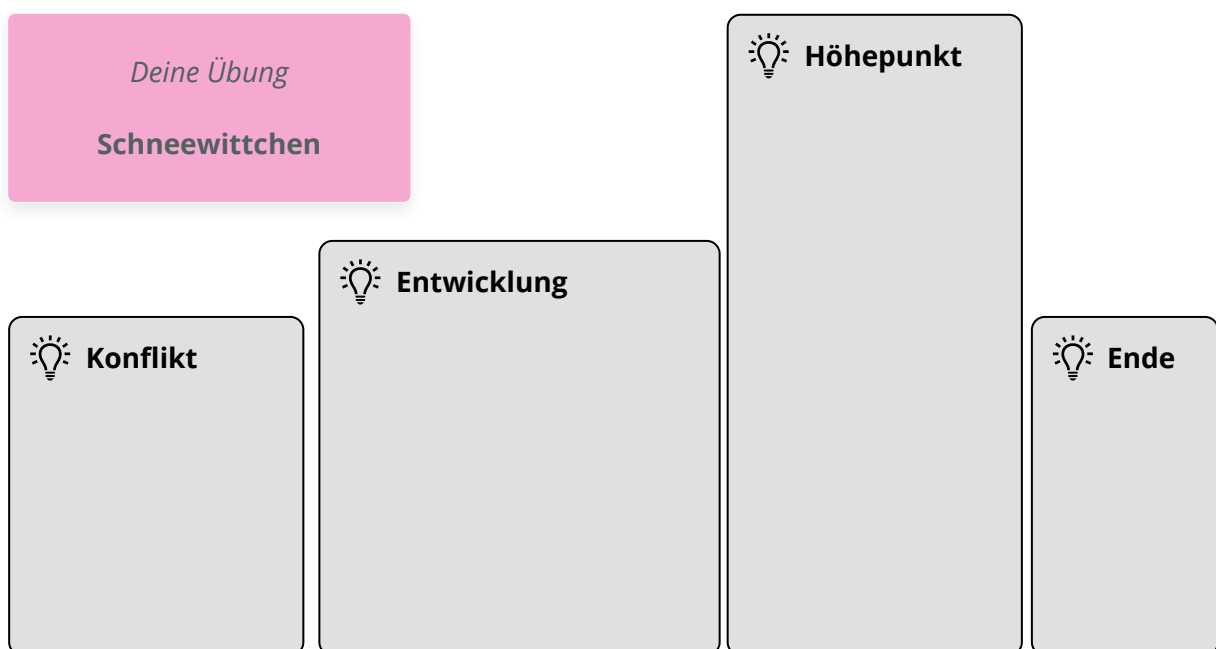 Deine Übung
Schneewittchen
Konflikt
Entwicklung
Höhepunkt
Ende